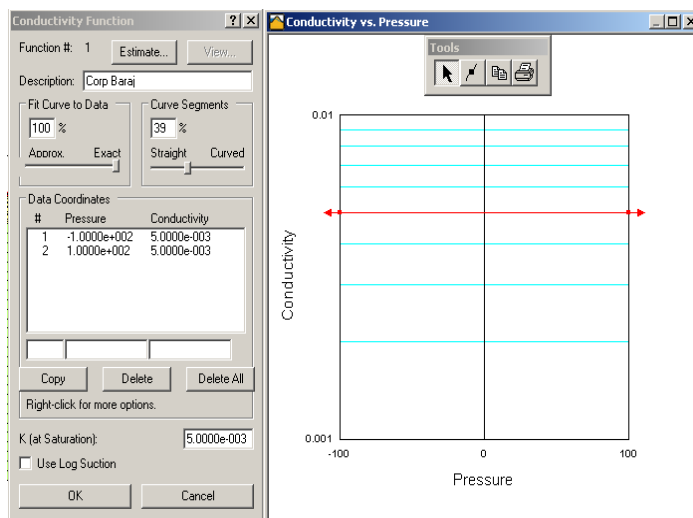 Conductivity Function
Function #: 1 Estimate... View...
Description: Corp Baraj
Fit Curve to Data
100 %
Approx. Exact
Curve Segments
39 %
Straight Curved
Data Coordinates
# Pressure Conductivity
1 -1.0000e+002 5.0000e-003
2 1.0000e+002 5.0000e-003
Copy Delete Delete All
Right-click for more options.
K (at Saturation): 5.0000e-003
Use Log Suction
OK Cancel
Conductivity vs. Pressure
Tools
0.01
Conductivity
0.001
-100 0 100
Pressure